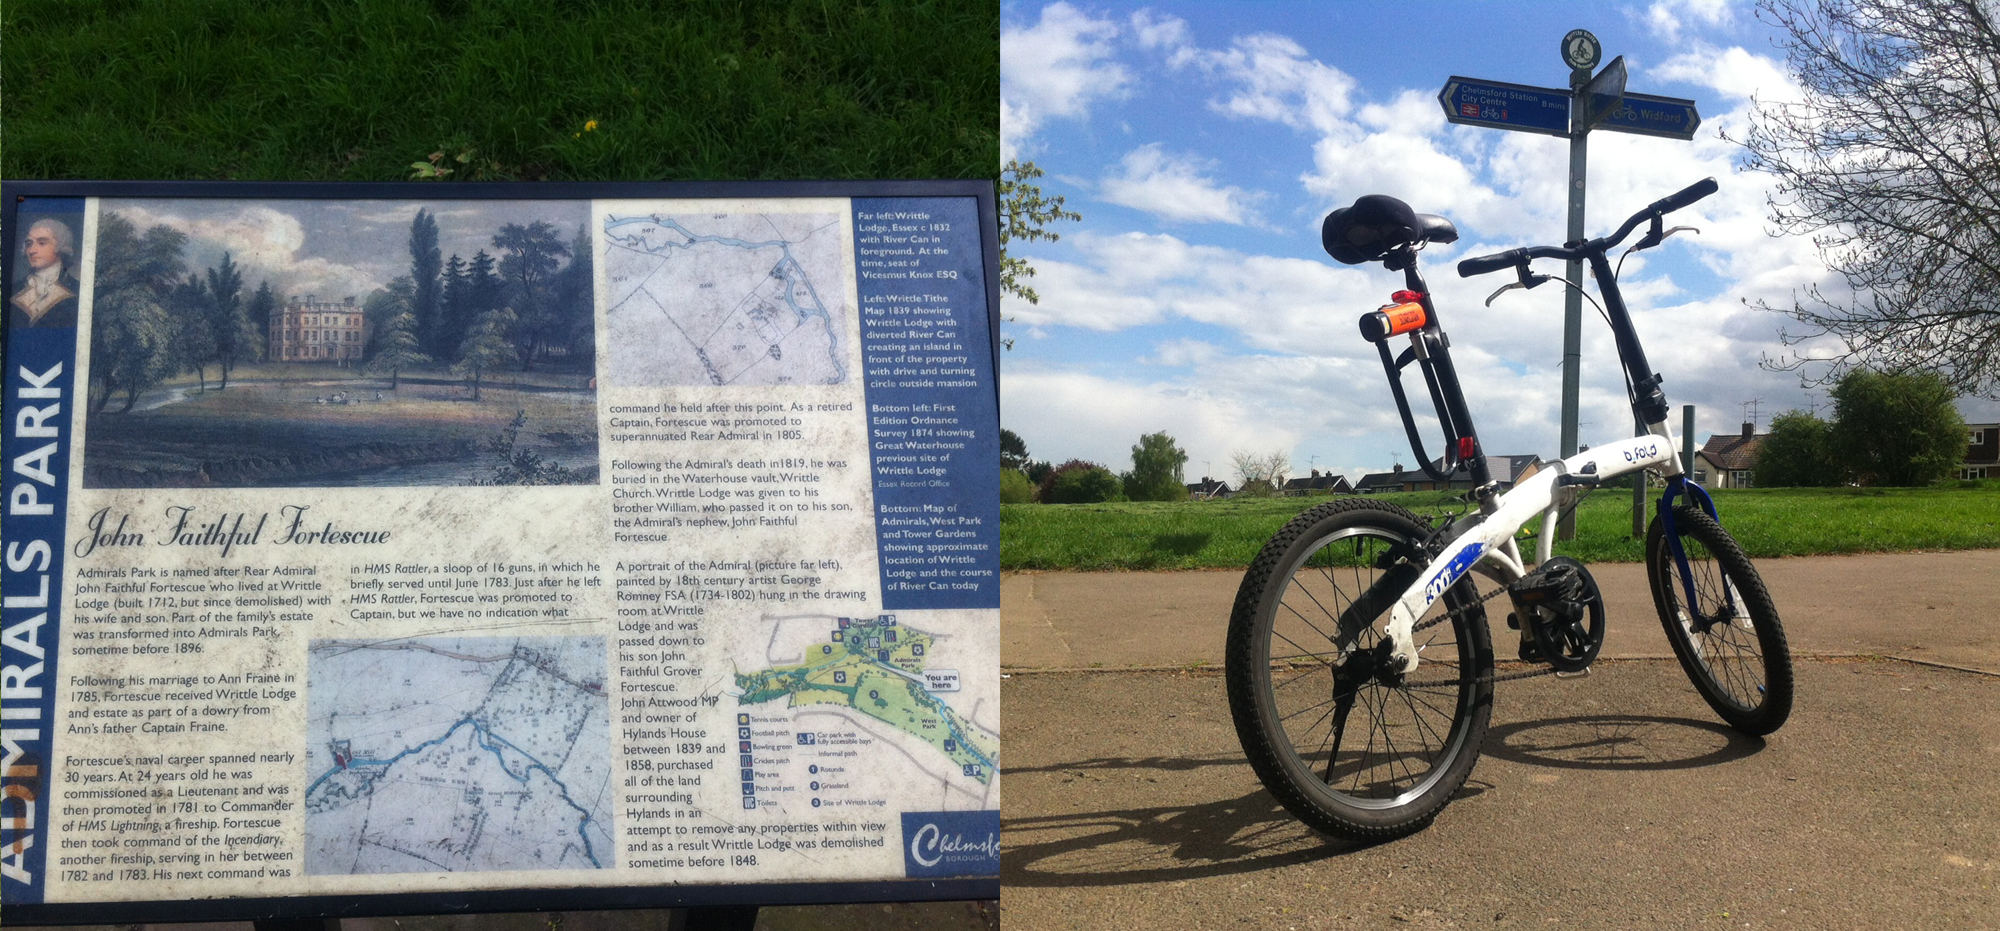 ADMIRALS PARK
John Faithful Fortescue
Admirals Park is named after Rear Admiral
John Faithful Fortescue who lived at Writtle
Lodge (built 1712, but since demolished) with
his wife and son. Part of the family's estate
was transformed into Admirals Park,
sometime before 1896.
Following his marriage to Ann Fraine in
1785, Fortescue received Writtle Lodge
and estate as part of a dowry from
Ann's father Captain Fraine.
Fortescue's naval career spanned nearly
30 years. At 24 years old he was
commissioned as a Lieutenant and was
then promoted in 1781 to Commander
of HMS Lightning, a fireship. Fortescue
then took command of the Incendiary,
another fireship, serving in her between
1782 and 1783. His next command was
in HMS Rattler, a sloop of 16 guns, in which he
briefly served until June 1783. Just after he left
HMS Rattler, Fortescue was promoted to
Captain, but we have no indication what
command he held after this point. As a retired
Captain, Fortescue was promoted to
superannuated Rear Admiral in 1805.
Following the Admiral's death in1819, he was
buried in the Waterhouse vault, Writtle
Church. Writtle Lodge was given to his
brother William, who passed it on to his son,
the Admiral's nephew, John Faithful
Fortescue.
A portrait of the Admiral (picture far left),
painted by 18th century artist George
Romney FSA (1734-1802) hung in the drawing
room at Writtle
Lodge and was
passed down to
his son John
Faithful Grover
Fortescue.
John Attwood MP
and owner of
Hylands House
between 1839 and
1858, purchased
all of the land
surrounding
Hylands in an
attempt to remove any properties within view
and as a result Writtle Lodge was demolished
sometime before 1848.
Far left: Writtle
Lodge, Essex c 1832
with River Can in
foreground. At the
time, seat of
Vicesmus Knox ESQ
Left: Writtle Tithe
Map 1839 showing
Writtle Lodge with
diverted River Can
creating an island in
front of the property
with drive and turning
circle outside mansion
Bottom left: First
Edition Ordnance
Survey 1874 showing
Great Waterhouse
previous site of
Writtle Lodge
Essex Record Office
Bottom: Map of
Admirals, West Park
and Tower Gardens
showing approximate
location of Writtle
Lodge and the course
of River Can today
Tower
WC
P
Admirals
Park
You are
here
West
Park
Tennis courts
Football pitch
Bowling green
Cricket pitch
Play area
Pitch and putt
WC Toilets
P Car park with
fully accessible bays
Informal path
1 Rotunda
2 Grassland
3 Site of Writtle Lodge
Chelmsfo
BOROUGH C
Chelmsford Station
City Centre 8 mins
1
Widford
b.fold